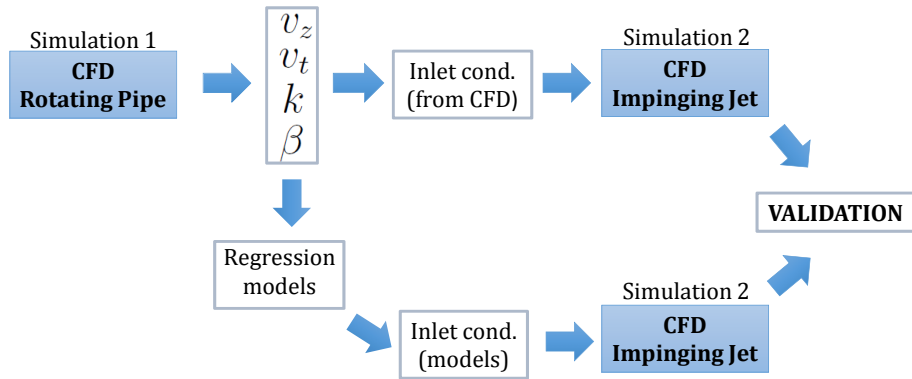 Simulation 1
CFD
Rotating Pipe
v_z
v_t
k
β
Inlet cond.
(from CFD)
Simulation 2
CFD
Impinging Jet
VALIDATION
Regression
models
Inlet cond.
(models)
Simulation 2
CFD
Impinging Jet